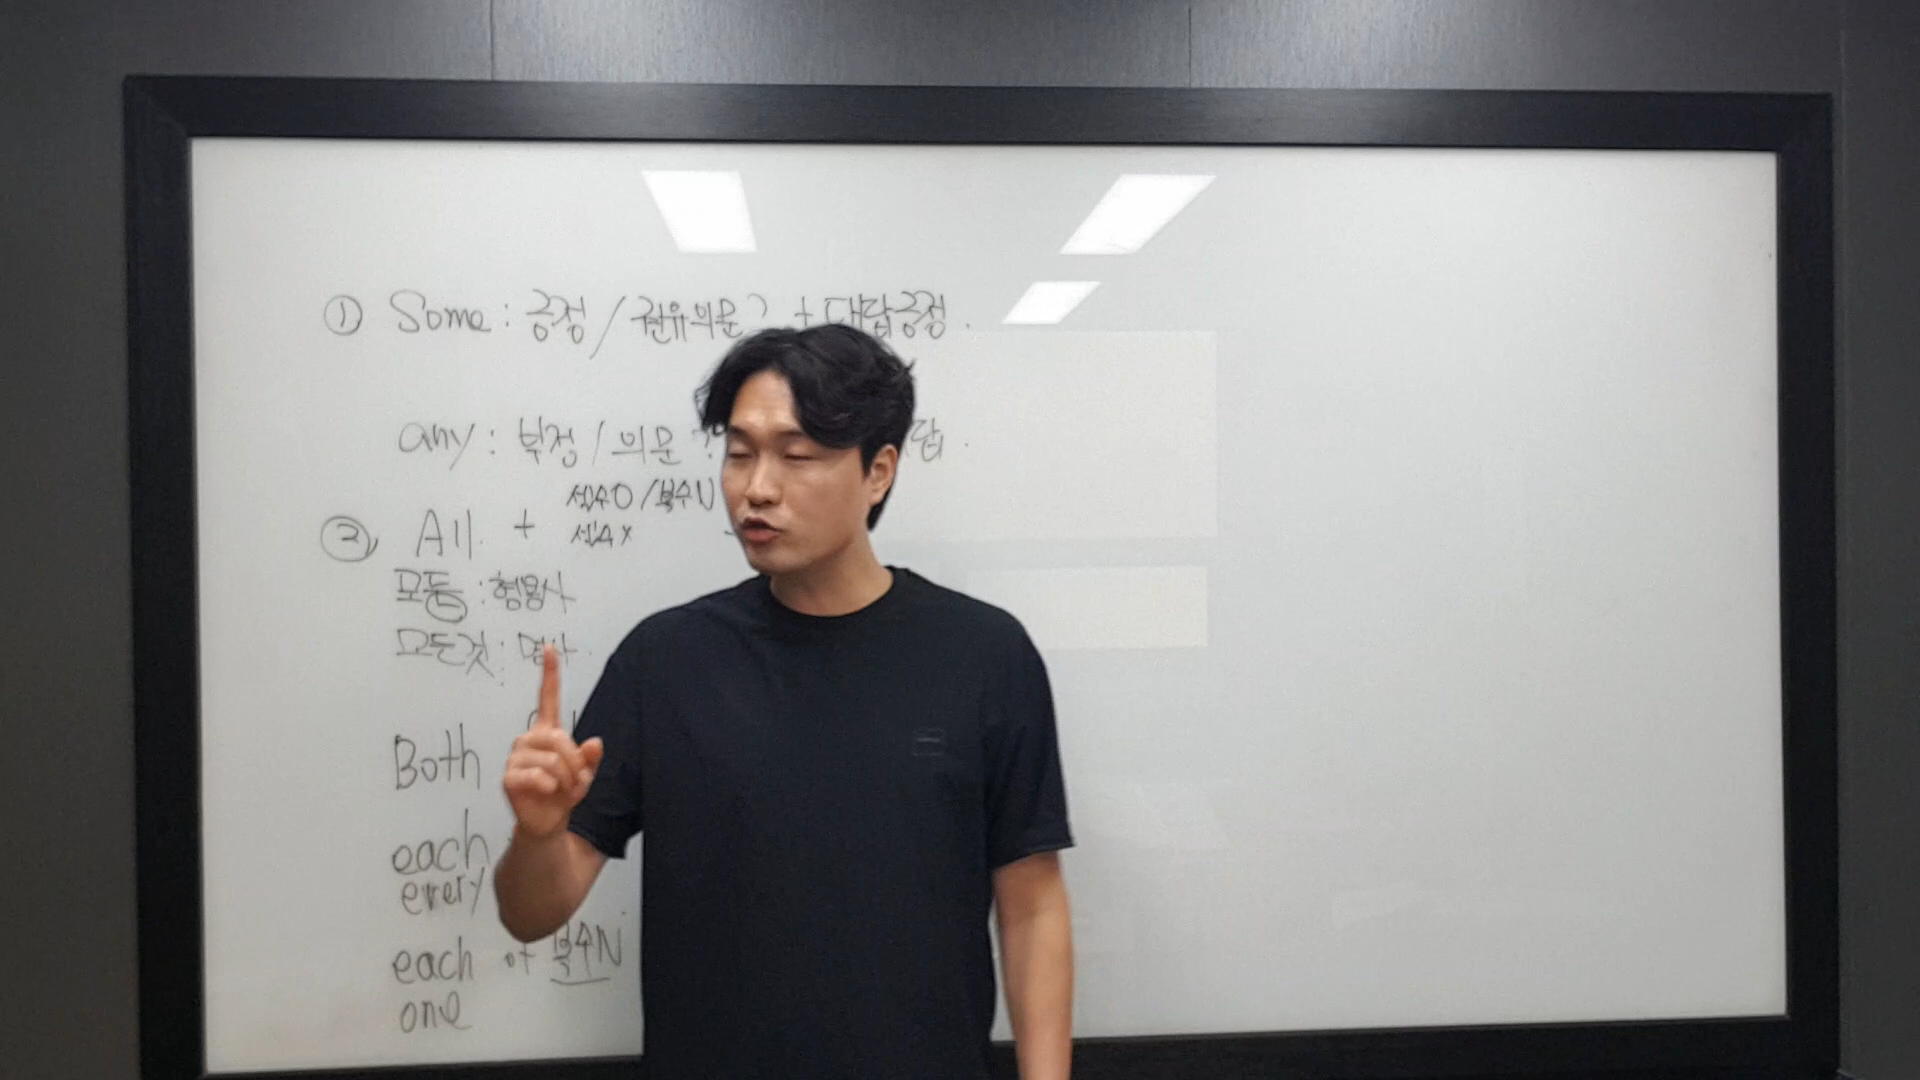 ① Some : 긍정 / 권유의문? + 대답긍정.
any : 부정 / 의문? 답.
셀수O / 복수N
② All + 셀수x
모든 : 형용사
모든것 : 명사.
Both
each
every
each of 복수N
one